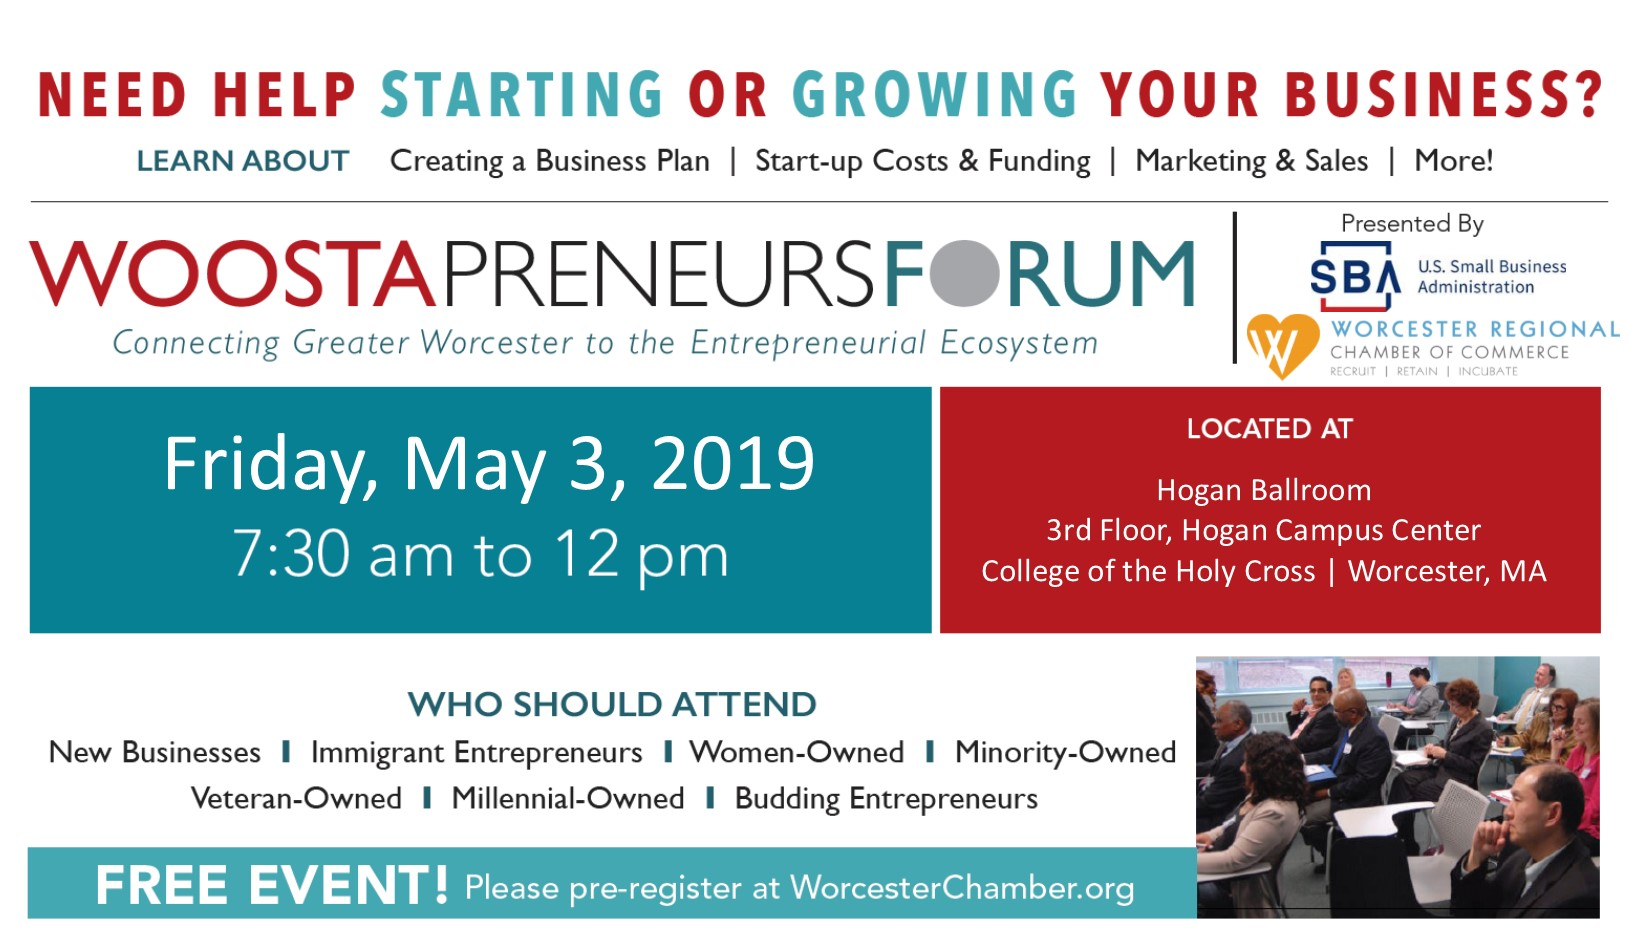 NEED HELP STARTING OR GROWING YOUR BUSINESS?
LEARN ABOUT Creating a Business Plan | Start-up Costs & Funding | Marketing & Sales | More!
WOOSTAPRENEURSFORUM
Connecting Greater Worcester to the Entrepreneurial Ecosystem
Presented By
SBA U.S. Small Business
Administration
W WORCESTER REGIONAL
CHAMBER OF COMMERCE
RECRUIT | RETAIN | INCUBATE
Friday, May 3, 2019
7:30 am to 12 pm
LOCATED AT
Hogan Ballroom
3rd Floor, Hogan Campus Center
College of the Holy Cross | Worcester, MA
WHO SHOULD ATTEND
New Businesses I Immigrant Entrepreneurs I Women-Owned I Minority-Owned
Veteran-Owned I Millennial-Owned I Budding Entrepreneurs
FREE EVENT! Please pre-register at WorcesterChamber.org